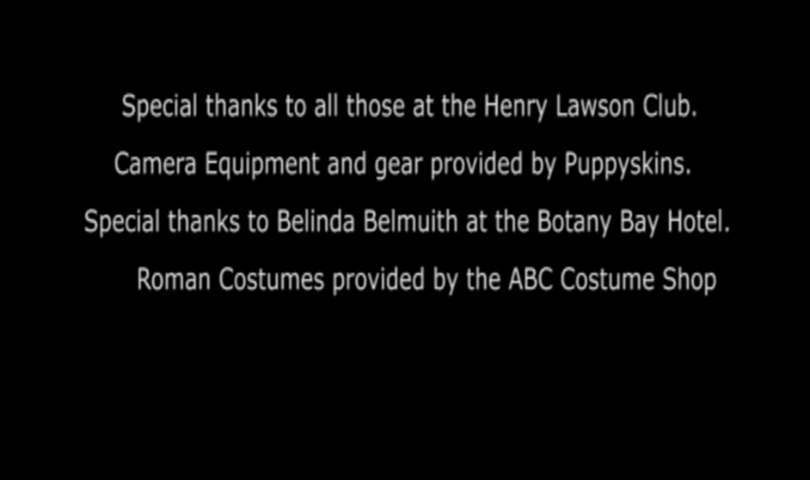 Special thanks to all those at the Henry Lawson Club.
Camera Equipment and gear provided by Puppyskins.
Special thanks to Belinda Belmuith at the Botany Bay Hotel.
Roman Costumes provided by the ABC Costume Shop